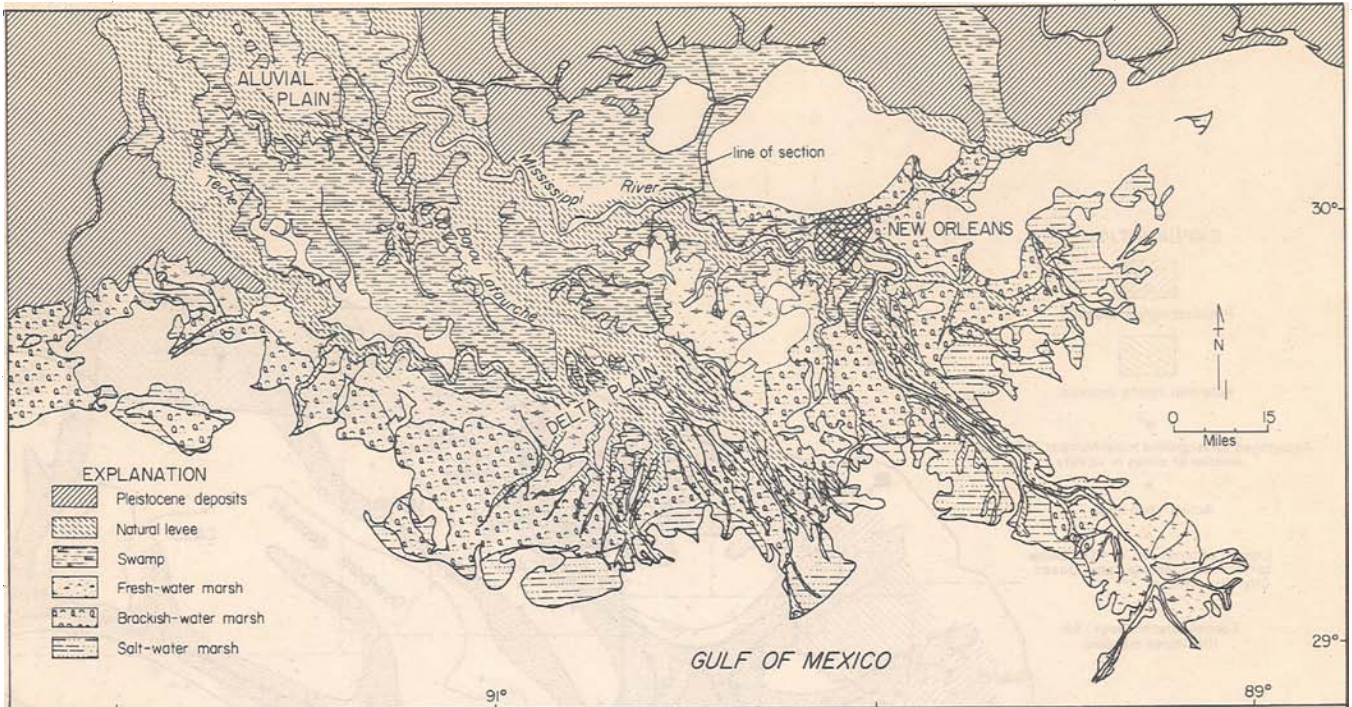 ALUVIAL
PLAIN
Bayou
Teche
Mississippi
River
line of section
Bayou Lafourche
NEW ORLEANS
30°
N
0 15
Miles
DELTA PLAIN
EXPLANATION
Pleistocene deposits
Natural levee
Swamp
Fresh-water marsh
Brackish-water marsh
Salt-water marsh
GULF OF MEXICO
29°
91°
89°